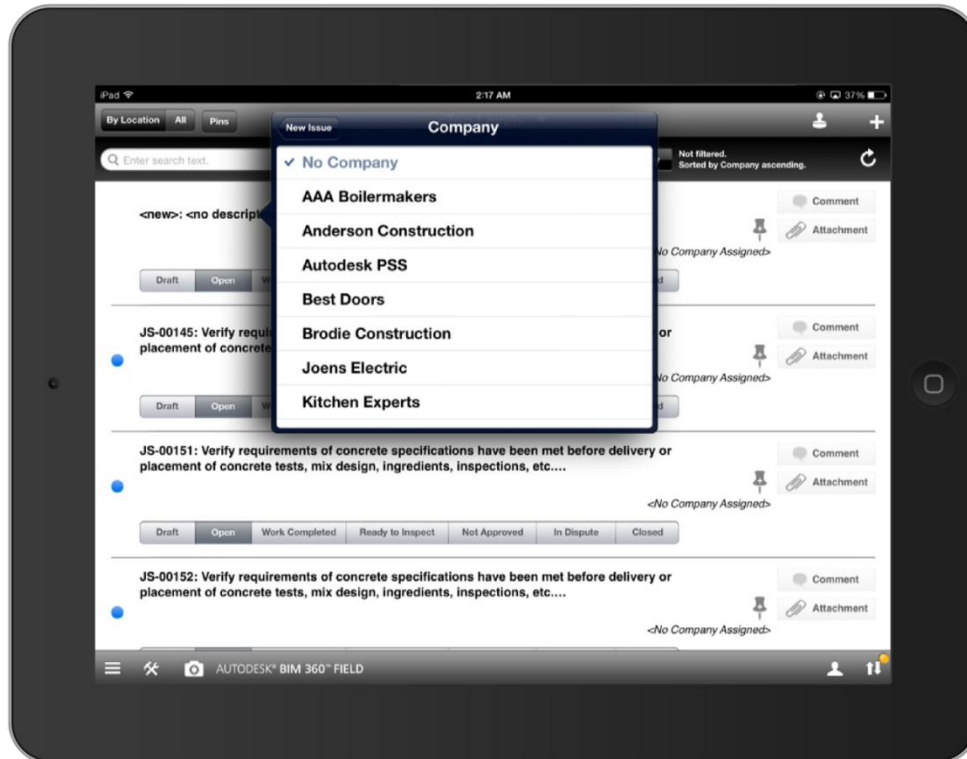 iPad
2:17 AM
37%
By Location All
Pins
New Issue
Company
Not filtered.
Sorted by Company ascending.
Enter search text.
No Company
AAA Boilermakers
Anderson Construction
Autodesk PSS
Best Doors
Brodie Construction
Joens Electric
Kitchen Experts
<new>: <no descript
Comment
Attachment
No Company Assigned>
Draft Open W
d
JS-00145: Verify requi
or
placement of concrete
Comment
Attachment
No Company Assigned>
Draft Open W
d
JS-00151: Verify requirements of concrete specifications have been met before delivery or
placement of concrete tests, mix design, ingredients, inspections, etc....
Comment
Attachment
<No Company Assigned>
Draft Open Work Completed Ready to Inspect Not Approved In Dispute Closed
JS-00152: Verify requirements of concrete specifications have been met before delivery or
placement of concrete tests, mix design, ingredients, inspections, etc....
Comment
Attachment
<No Company Assigned>
AUTODESK® BIM 360™ FIELD